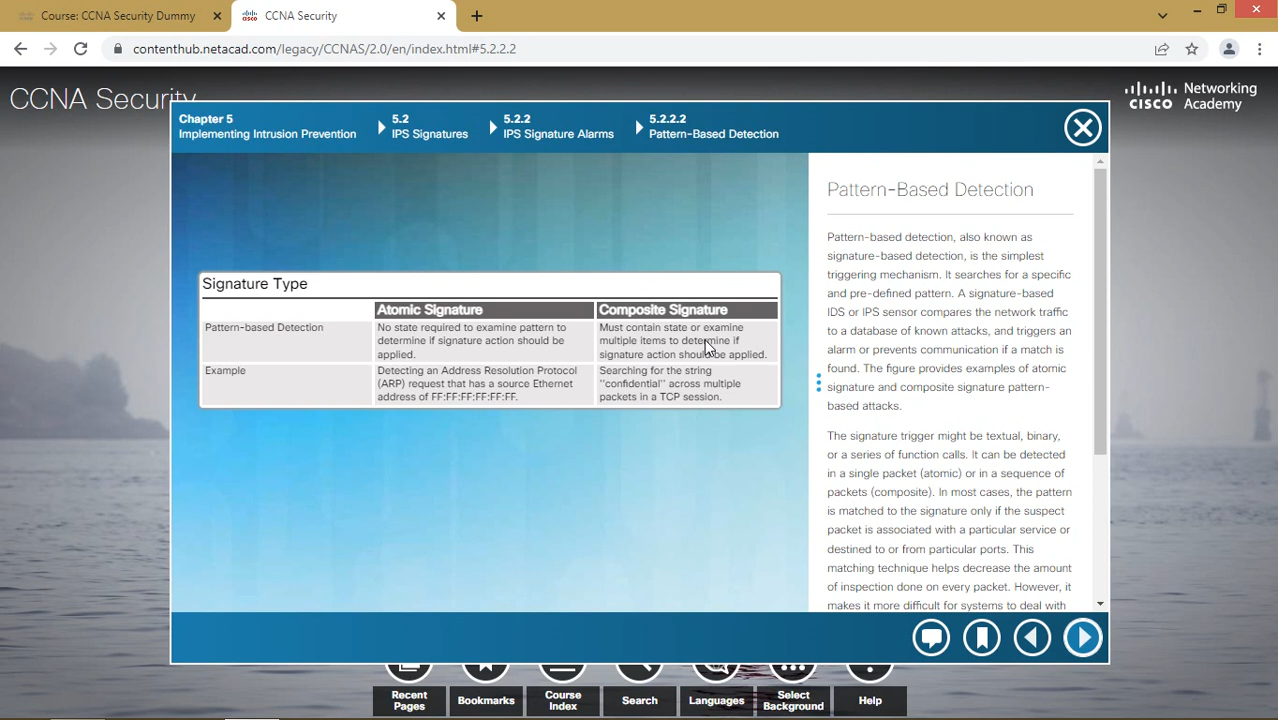 Course: CCNA Security Dummy
CCNA Security
contenthub.netacad.com/legacy/CCNAS/2.0/en/index.html#5.2.2.2
CCNA Security
Networking
CISCO Academy
Chapter 5
Implementing Intrusion Prevention
5.2
IPS Signatures
5.2.2
IPS Signature Alarms
5.2.2.2
Pattern-Based Detection
Signature Type
Atomic Signature
Composite Signature
Pattern-based Detection
No state required to examine pattern to
determine if signature action should be
applied.
Must contain state or examine
multiple items to determine if
signature action should be applied.
Example
Detecting an Address Resolution Protocol
(ARP) request that has a source Ethernet
address of FF:FF:FF:FF:FF:FF.
Searching for the string
"confidential" across multiple
packets in a TCP session.
Pattern-Based Detection
Pattern-based detection, also known as
signature-based detection, is the simplest
triggering mechanism. It searches for a specific
and pre-defined pattern. A signature-based
IDS or IPS sensor compares the network traffic
to a database of known attacks, and triggers an
alarm or prevents communication if a match is
found. The figure provides examples of atomic
signature and composite signature pattern-
based attacks.
The signature trigger might be textual, binary,
or a series of function calls. It can be detected
in a single packet (atomic) or in a sequence of
packets (composite). In most cases, the pattern
is matched to the signature only if the suspect
packet is associated with a particular service or
destined to or from particular ports. This
matching technique helps decrease the amount
of inspection done on every packet. However, it
makes it more difficult for systems to deal with
Recent
Pages
Bookmarks
Course
Index
Search
Languages
Select
Background
Help